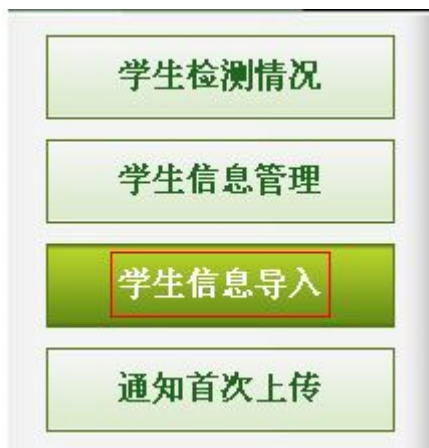 学生检测情况
学生信息管理
学生信息导入
通知首次上传